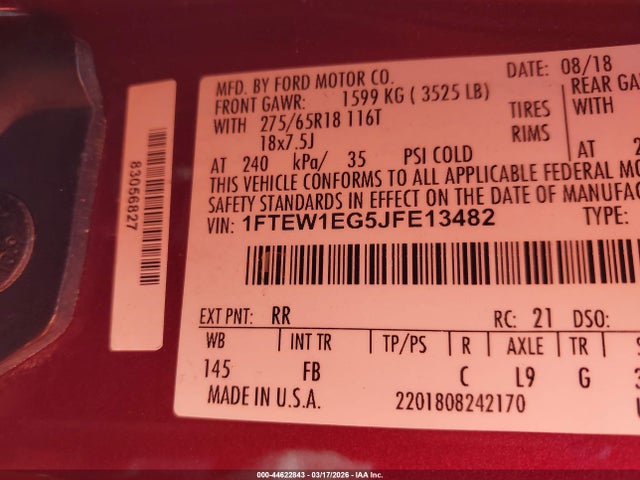 MFD. BY FORD MOTOR CO.
DATE: 08/18
FRONT GAWR: 1599 KG ( 3525 LB)
REAR
WITH 275/65R18 116T
TIRES
WITH
18x7.5J
RIMS
AT 240 kPa/ 35 PSI COLD
AT 2
THIS VEHICLE CONFORMS TO ALL APPLICABLE FEDERAL
SAFETY STANDARDS IN EFFECT ON THE DATE OF
VIN: 1FTEW1EG5JFE13482
TYPE:
EXT PNT: RR
RC: 21 DSO:
WB INT TR TP/PS R AXLE TR
145 FB C L9 G 3
MADE IN U.S.A.
2201808242170
83056827
000-44622843 - 03/17/2026 - IAA Inc.